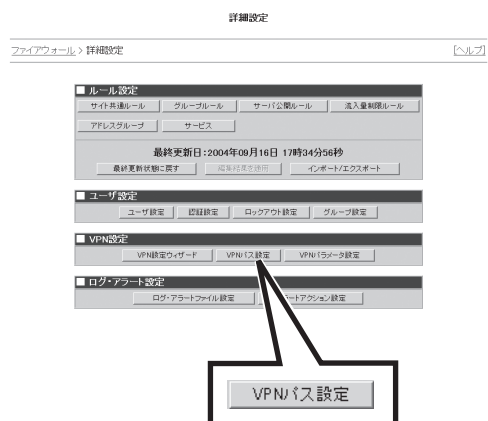 詳細設定
ファイアウォール > 詳細設定 [ヘルプ]
■ ルール設定
サイト共通ルール グループルール サーバ公開ルール 流入量制限ルール
アドレスグループ サービス
最終更新日:2004年09月16日 17時34分56秒
最終更新状態に戻す 編集結果を適用 インポート/エクスポート
■ ユーザ設定
ユーザ設定 認証設定 ロックアウト設定 グループ設定
■ VPN設定
VPN設定ウィザード VPNパス設定 VPNパラメータ設定
■ ログ・アラート設定
ログ・アラートファイル設定 ラートアクション設定
VPNパス設定